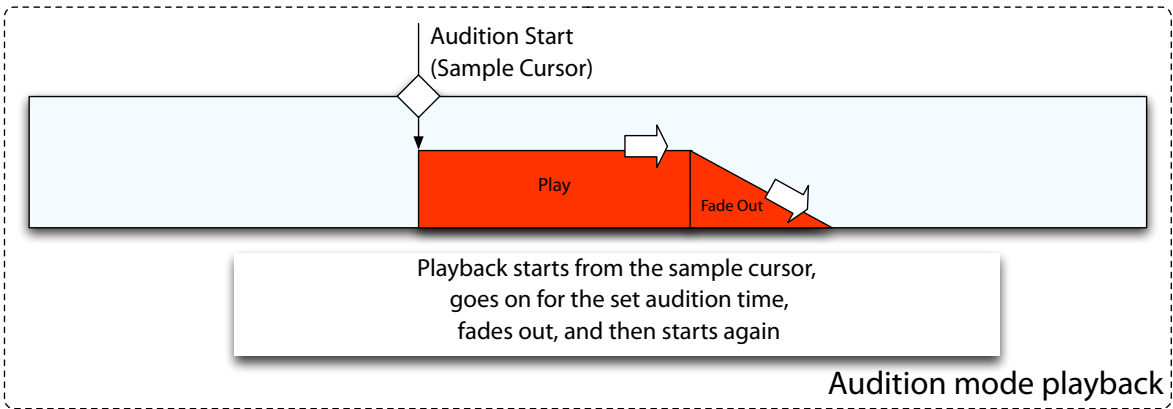 Audition Start
(Sample Cursor)
Play
Fade Out
Playback starts from the sample cursor,
goes on for the set audition time,
fades out, and then starts again
Audition mode playback